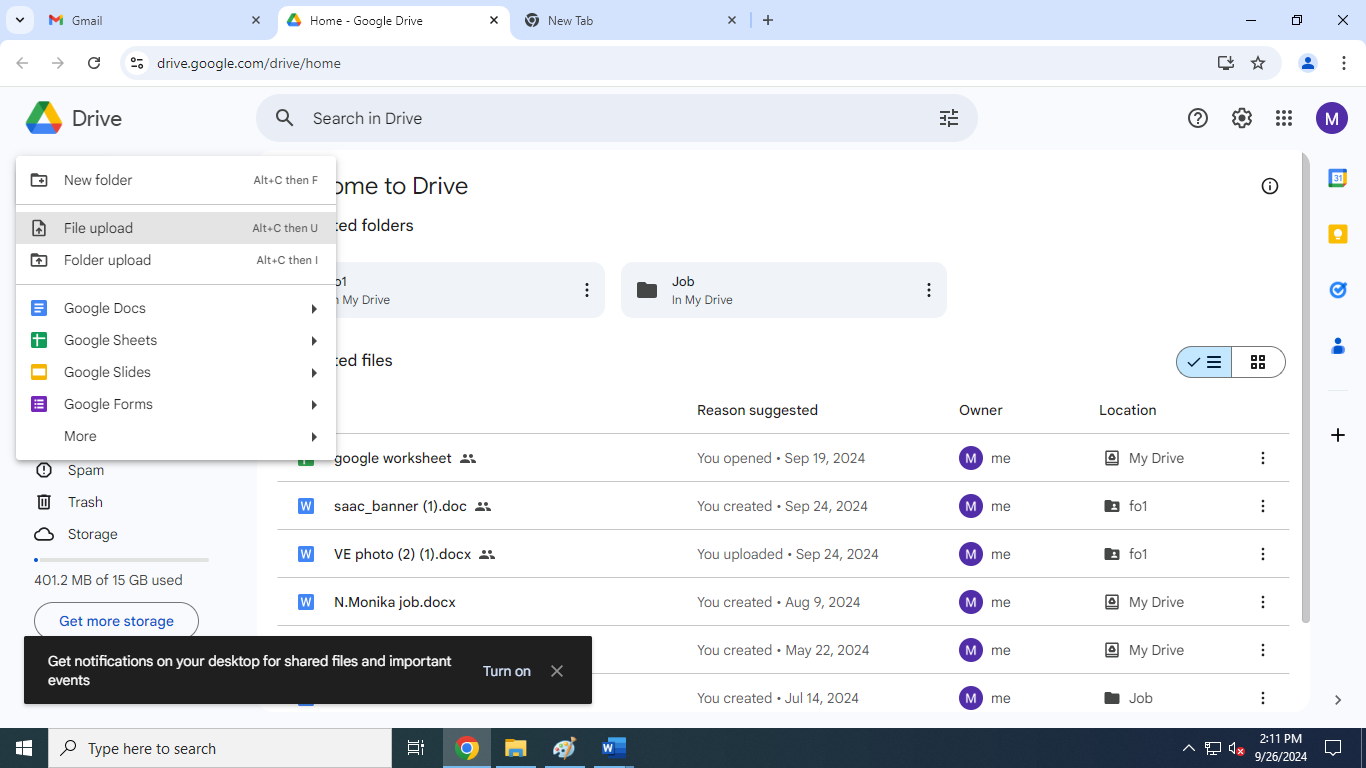 Gmail
Home - Google Drive
New Tab
drive.google.com/drive/home
Drive
Search in Drive
M
New folder Alt+C then F
File upload Alt+C then U
Folder upload Alt+C then I
Google Docs
Google Sheets
Google Slides
Google Forms
More
Spam
Trash
Storage
401.2 MB of 15 GB used
Get more storage
ome to Drive
ted folders
o1
My Drive
Job
In My Drive
ted files
Reason suggested Owner Location
google worksheet You opened • Sep 19, 2024 M me My Drive
W saac_banner (1).doc You created • Sep 24, 2024 M me fo1
W VE photo (2) (1).docx You uploaded • Sep 24, 2024 M me fo1
W N.Monika job.docx You created • Aug 9, 2024 M me My Drive
You created • May 22, 2024 M me My Drive
You created • Jul 14, 2024 M me Job
Get notifications on your desktop for shared files and important
events
Turn on
31
Type here to search
W
2:11 PM
9/26/2024